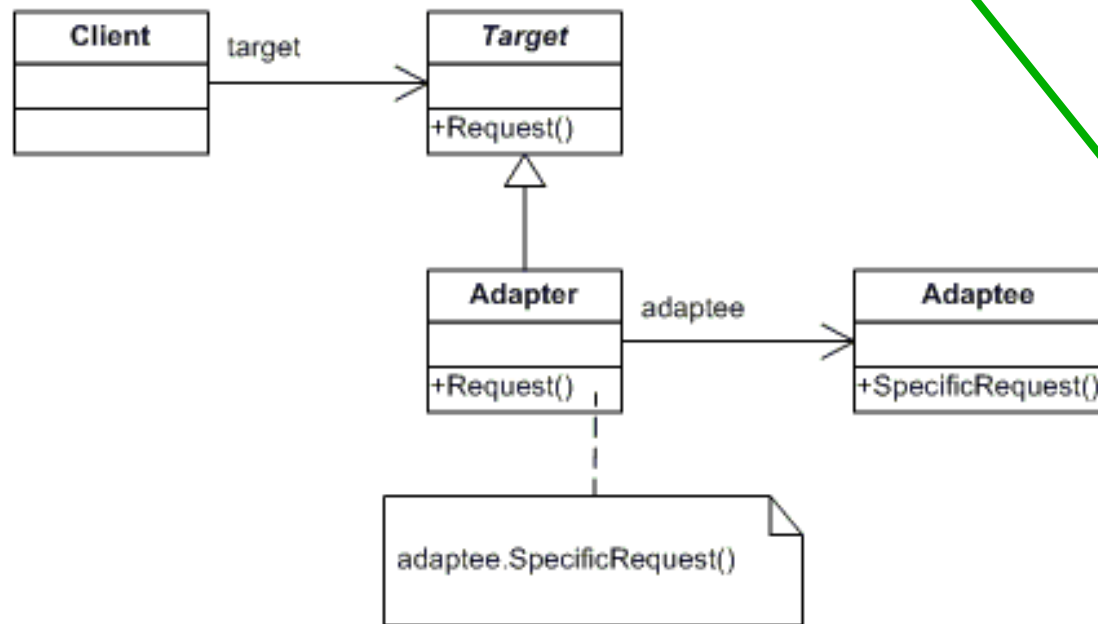 Client
target
Target
+Request()
Adapter
adaptee
Adaptee
+Request()
+SpecificRequest()
adaptee.SpecificRequest()